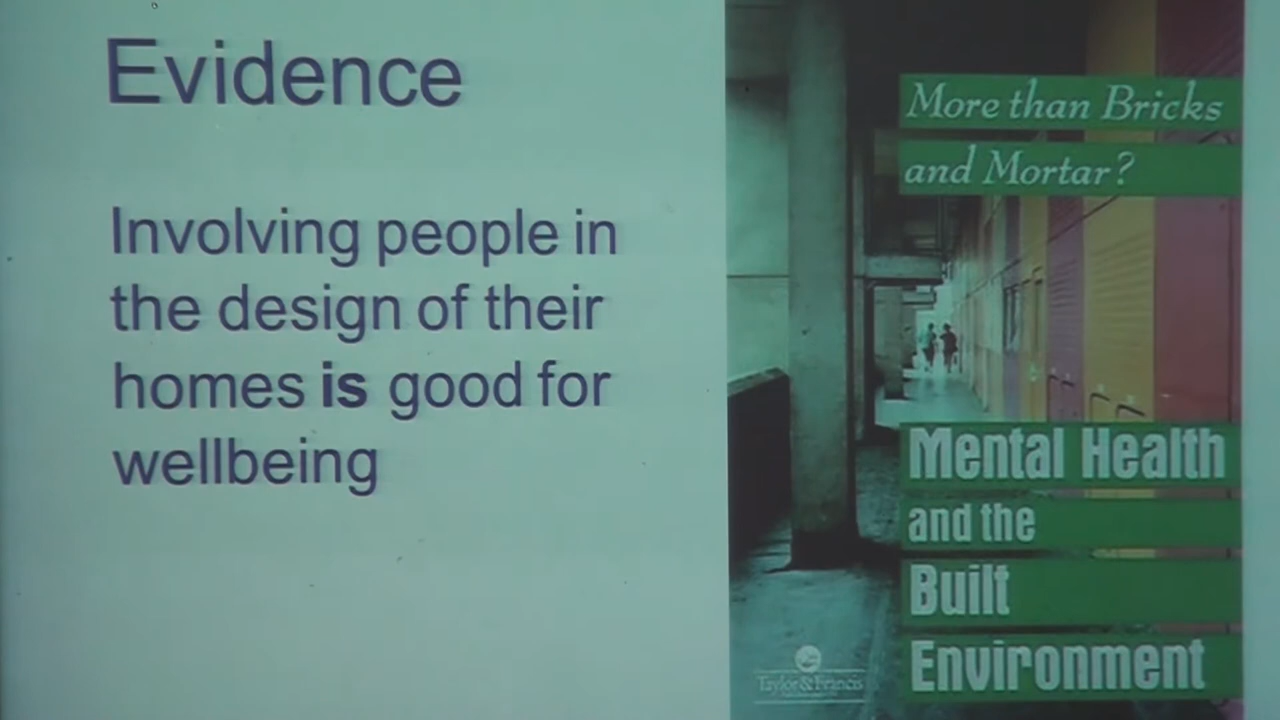 Evidence
Involving people in
the design of their
homes is good for
wellbeing
More than Bricks
and Mortar?
Mental Health
and the
Built
Environment
Taylor & Francis